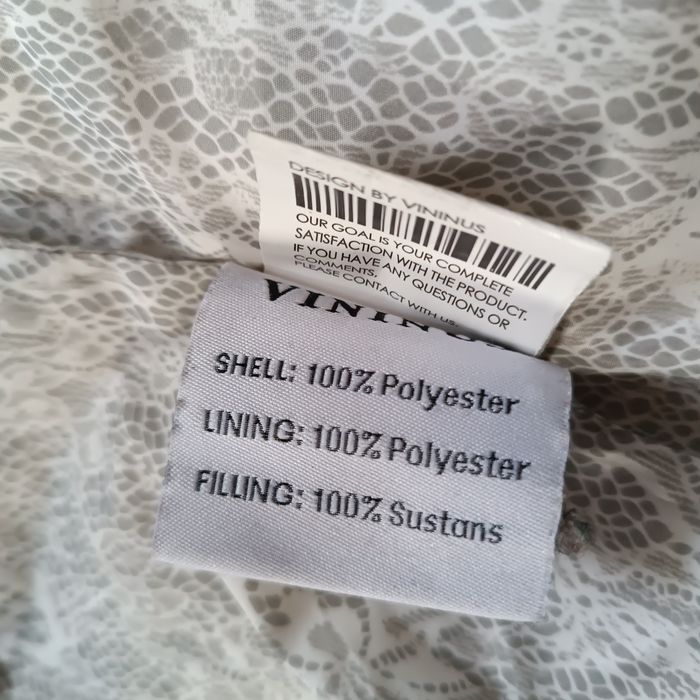 DESIGN BY VININUS
OUR GOAL IS YOUR COMPLETE
SATISFACTION WITH THE PRODUCT.
IF YOU HAVE ANY QUESTIONS OR
COMMENTS,
PLEASE CONTACT WITH US.
VININUS
SHELL: 100% Polyester
LINING: 100% Polyester
FILLING: 100% Sustans